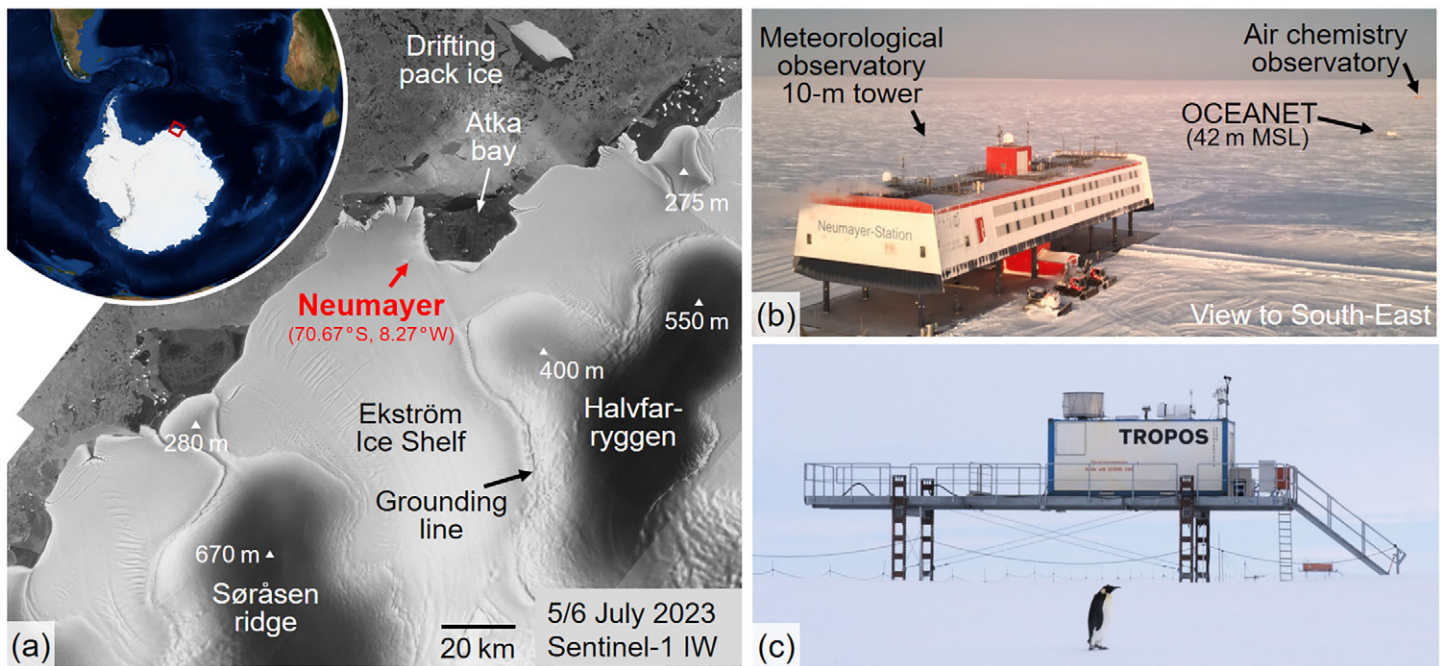 Drifting
pack ice
Atka
bay
275 m
Neumayer
(70.67°S, 8.27°W)
550 m
400 m
Halvfar-
ryggen
Ekström
Ice Shelf
280 m
Grounding
line
670 m
Søråsen
ridge
5/6 July 2023
Sentinel-1 IW
20 km
(a)
Meteorological
observatory
10-m tower
Air chemistry
observatory
OCEANET
(42 m MSL)
Neumayer-Station
View to South-East
(b)
TROPOS
(c)